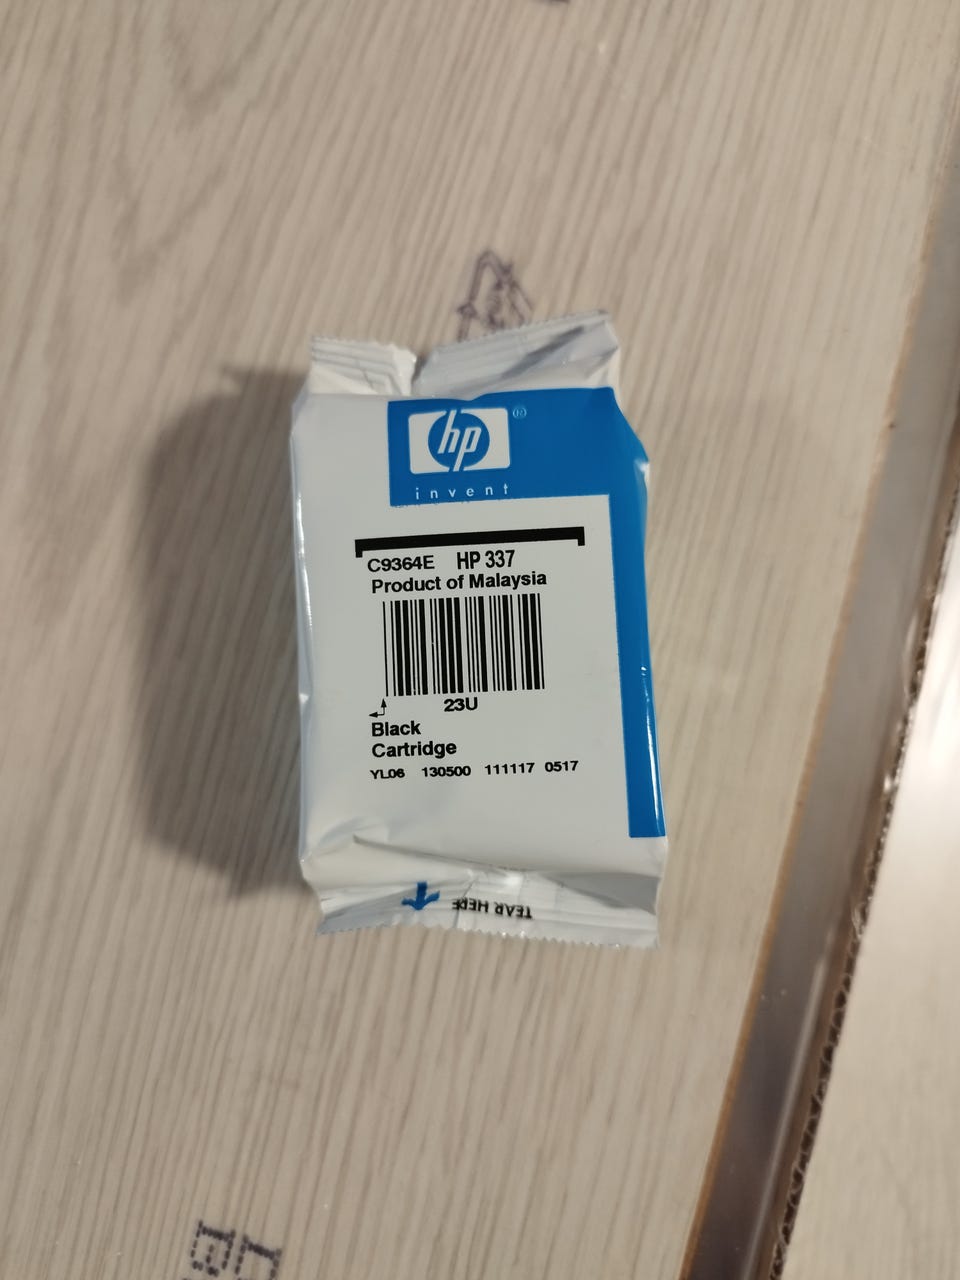 hp®
invent
C9364E HP 337
Product of Malaysia
23U
Black
Cartridge
YL06 130500 111117 0517
TEAR HERE